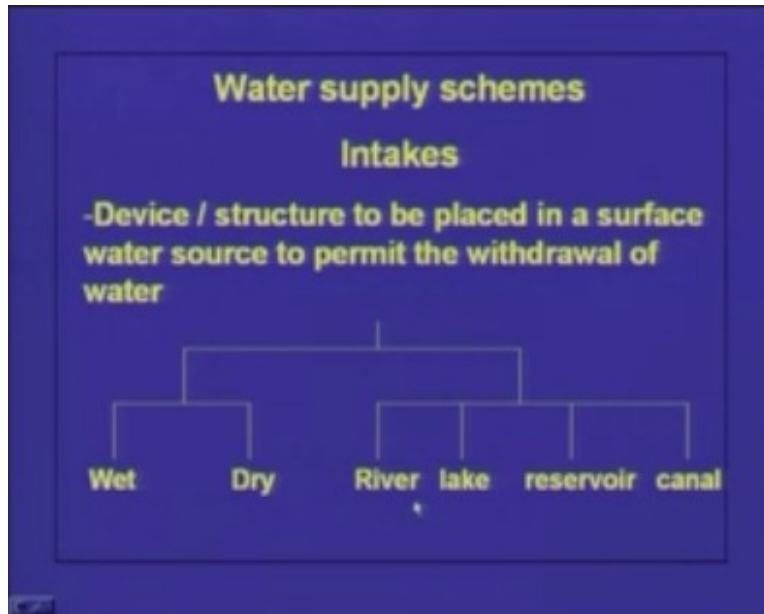 Water supply schemes
Intakes
-Device / structure to be placed in a surface
water source to permit the withdrawal of
water
Wet Dry River lake reservoir canal